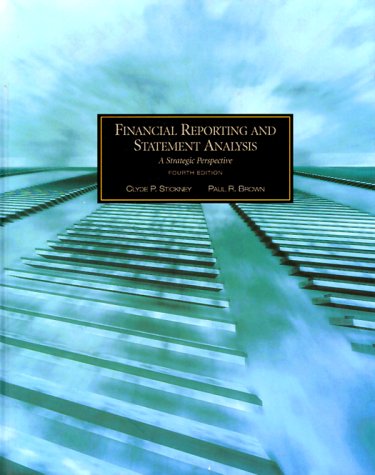 FINANCIAL REPORTING AND
STATEMENT ANALYSIS
A Strategic Perspective
FOURTH EDITION
CLYDE P. STICKNEY PAUL R. BROWN